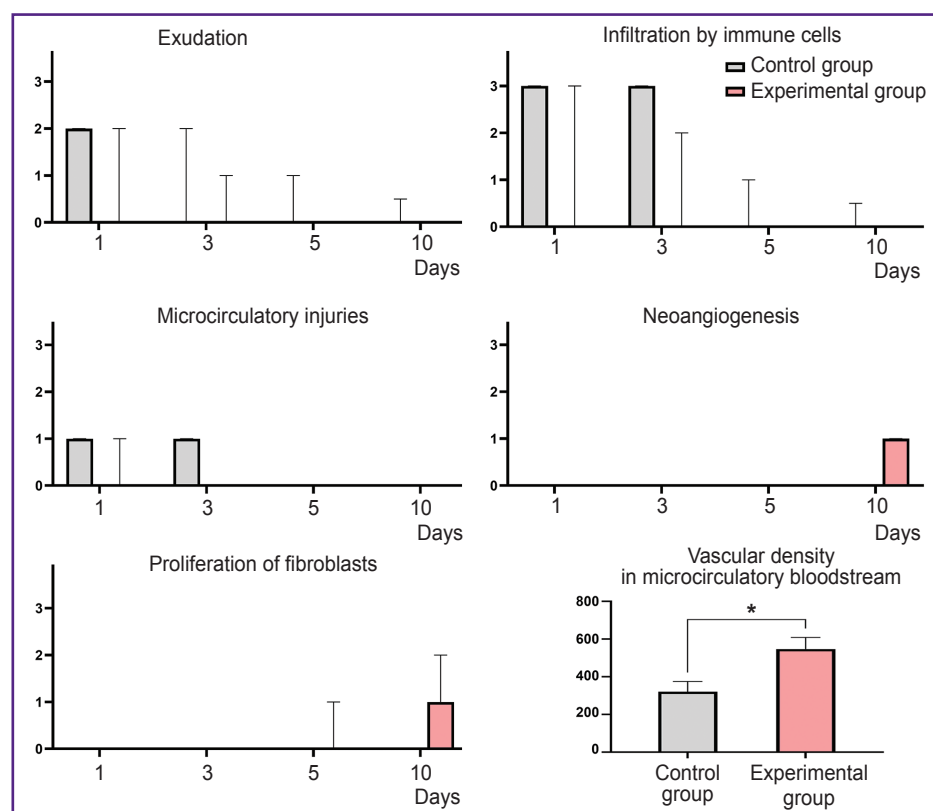 Exudation
3
2
1
0
1 3 5 10
Days
Infiltration by immune cells
Control group
Experimental group
3
2
1
0
1 3 5 10
Days
Microcirculatory injuries
3
2
1
0
1 3 5 10
Days
Neoangiogenesis
3
2
1
0
1 3 5 10
Days
Proliferation of fibroblasts
3
2
1
0
1 3 5 10
Days
Vascular density
in microcirculatory bloodstream
800
600
400
200
0
*
Control Experimental
group group